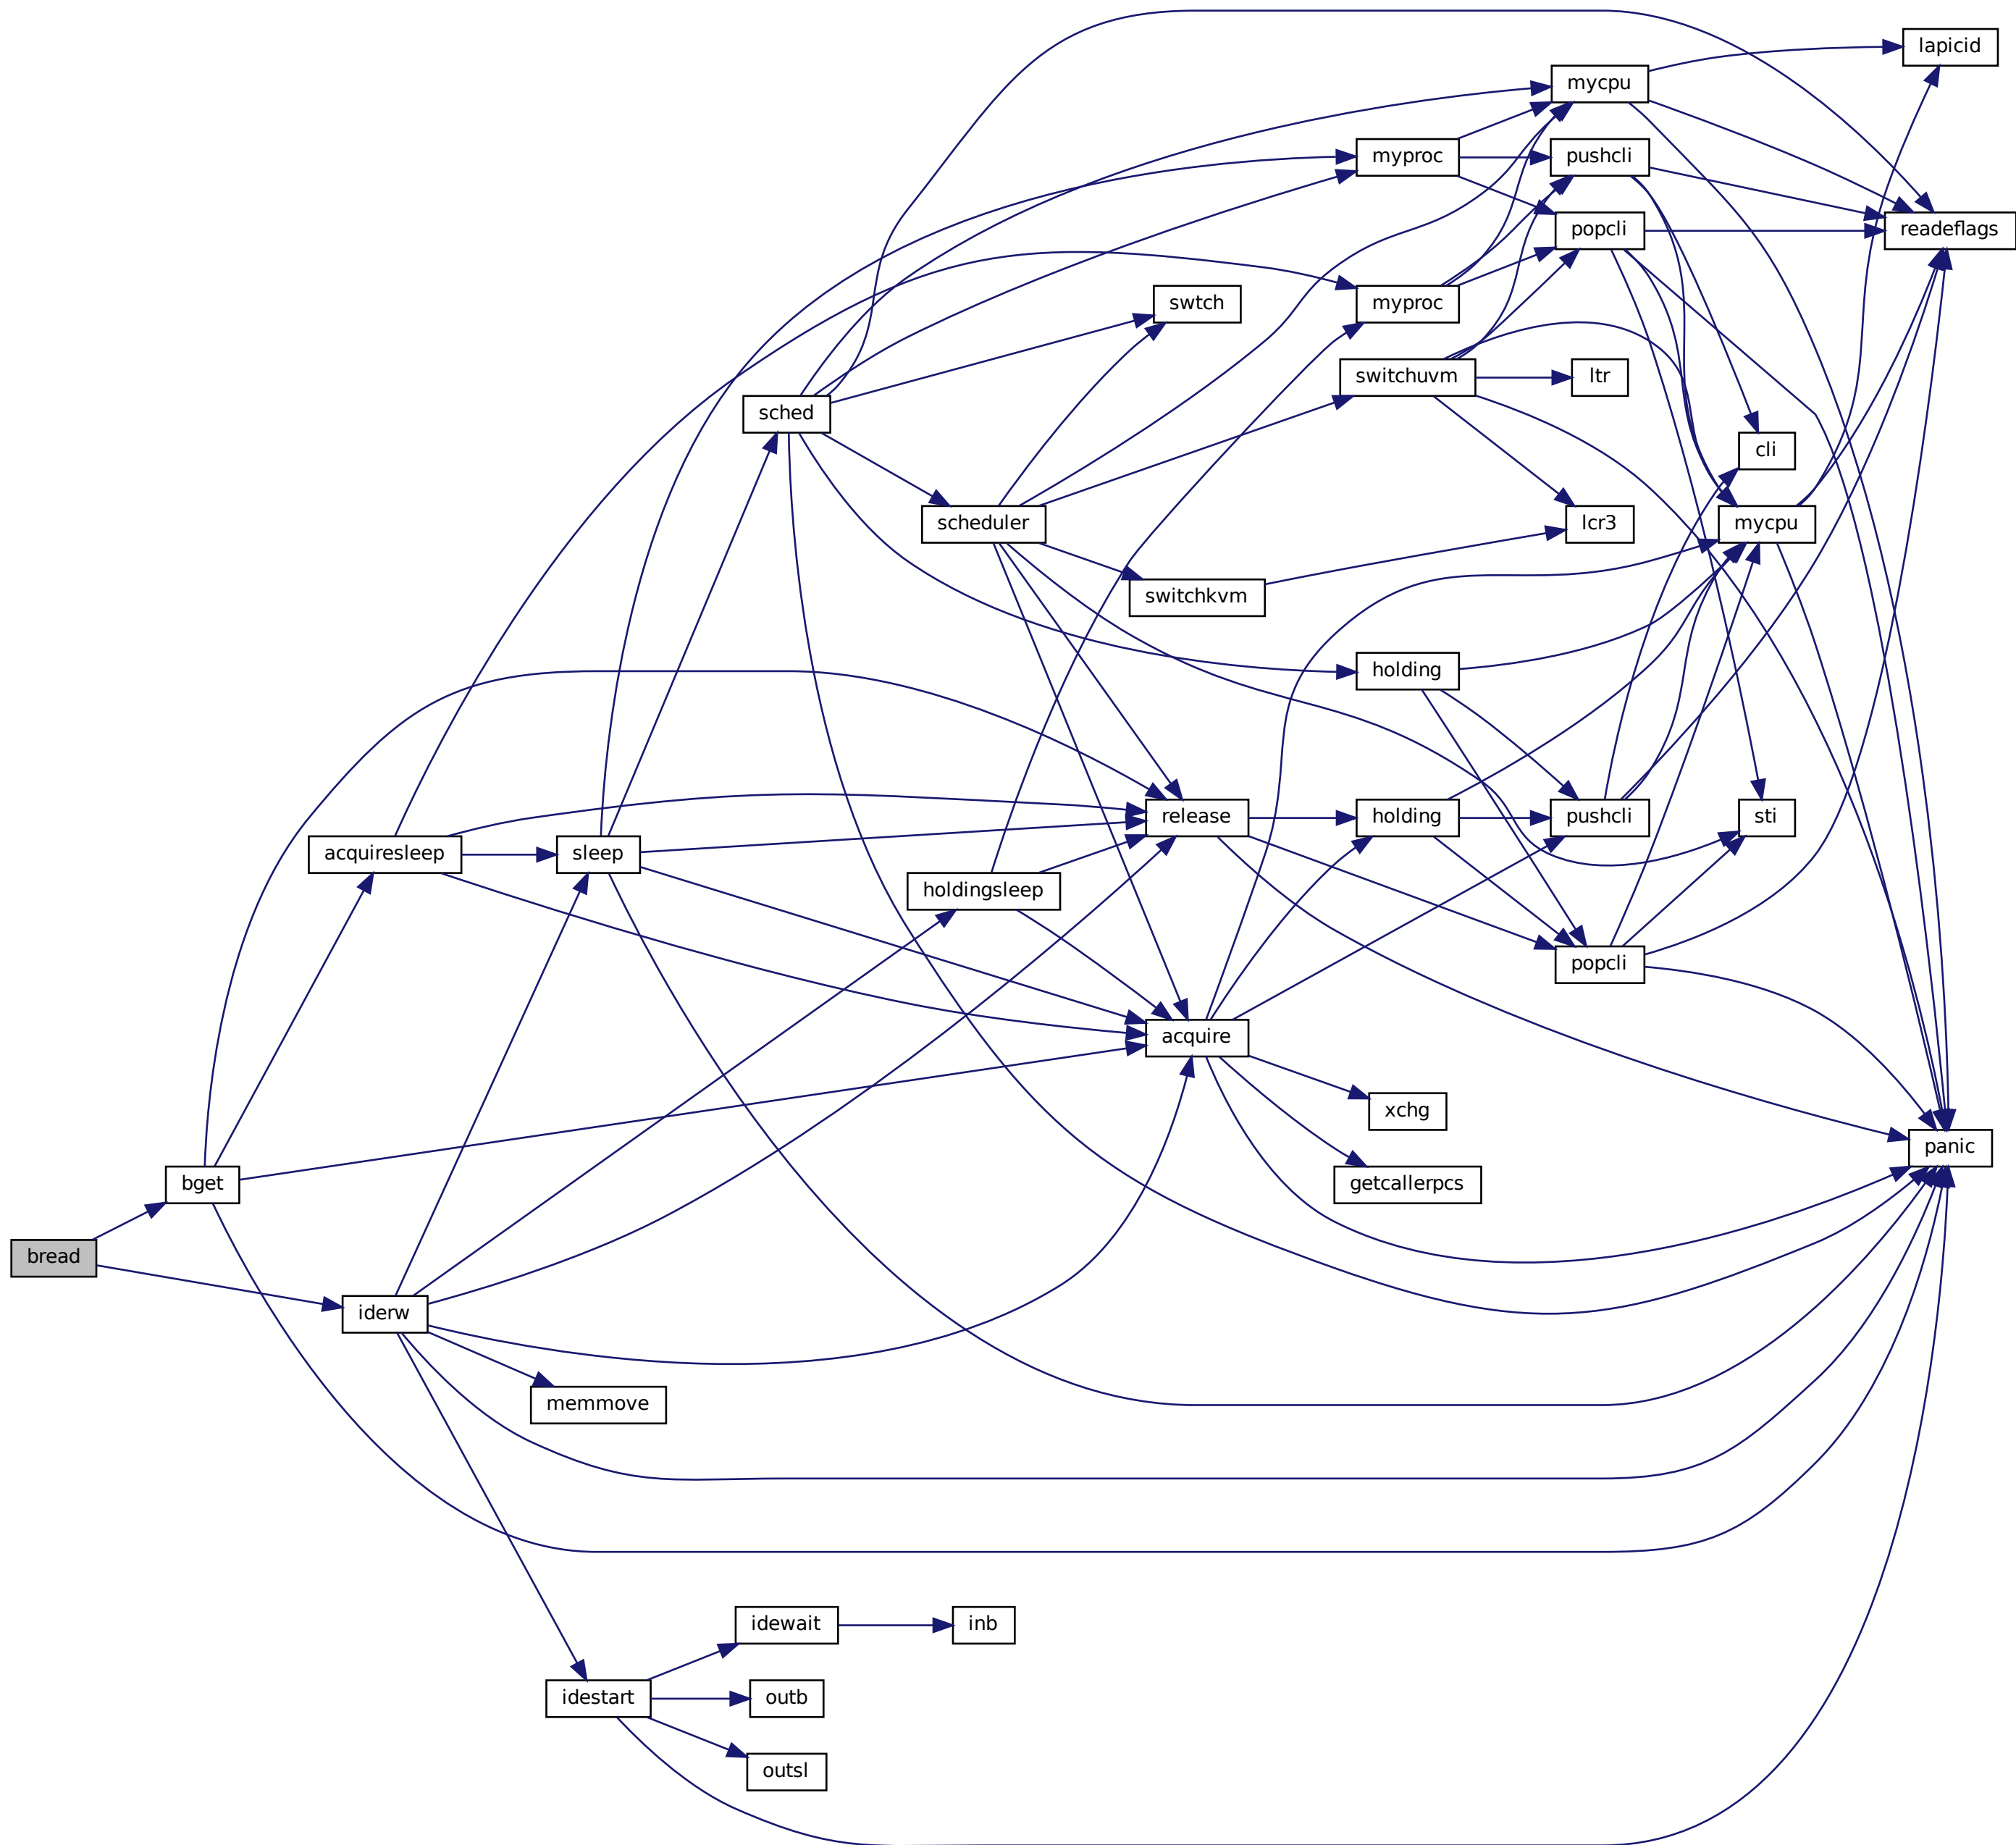 lapicid
mycpu
myproc
pushcli
popcli
readeflags
swtch
myproc
switchuvm
ltr
sched
cli
scheduler
lcr3
mycpu
switchkvm
holding
release
holding
pushcli
sti
acquiresleep
sleep
holdingsleep
popcli
acquire
xchg
panic
bget
getcallerpcs
bread
iderw
memmove
idewait
inb
idestart
outb
outsl